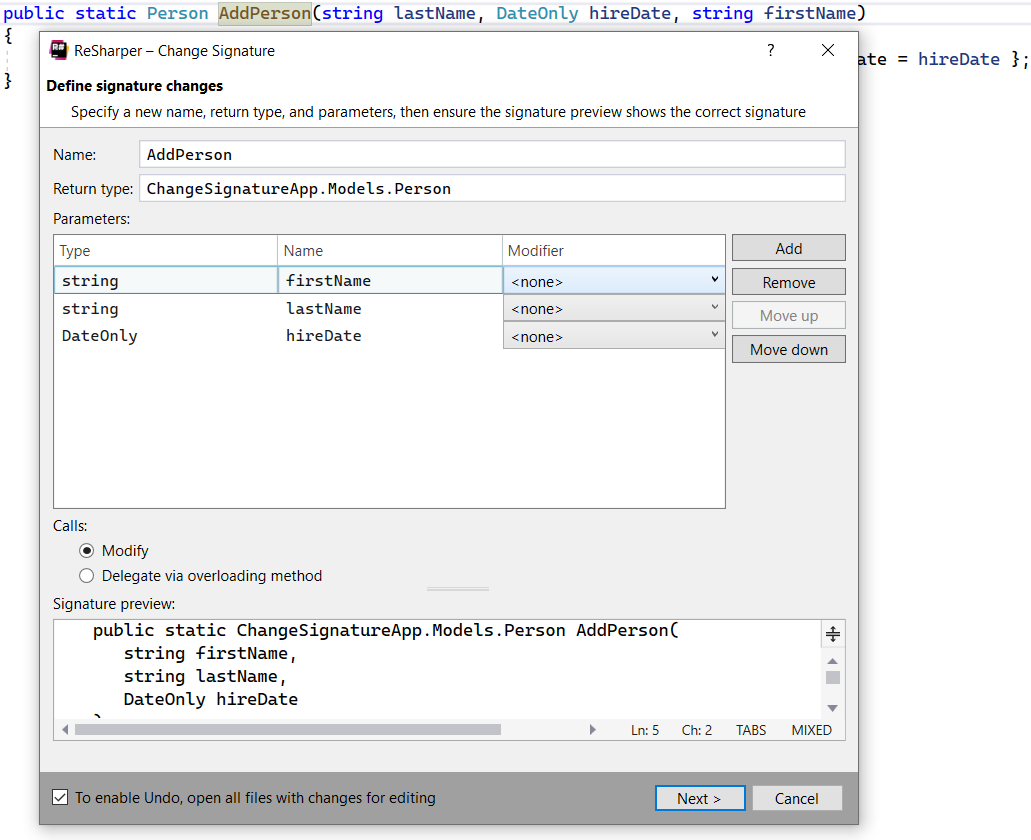 public static Person AddPerson(string lastName, DateOnly hireDate, string firstName)
{
ate = hireDate };
}
R# ReSharper – Change Signature ?
Define signature changes
Specify a new name, return type, and parameters, then ensure the signature preview shows the correct signature
Name: AddPerson
Return type: ChangeSignatureApp.Models.Person
Parameters:
Type Name Modifier
string firstName <none>
string lastName <none>
DateOnly hireDate <none>
Add
Remove
Move up
Move down
Calls:
Modify
Delegate via overloading method
Signature preview:
public static ChangeSignatureApp.Models.Person AddPerson(
string firstName,
string lastName,
DateOnly hireDate
)
Ln: 5 Ch: 2 TABS MIXED
To enable Undo, open all files with changes for editing
Next > Cancel